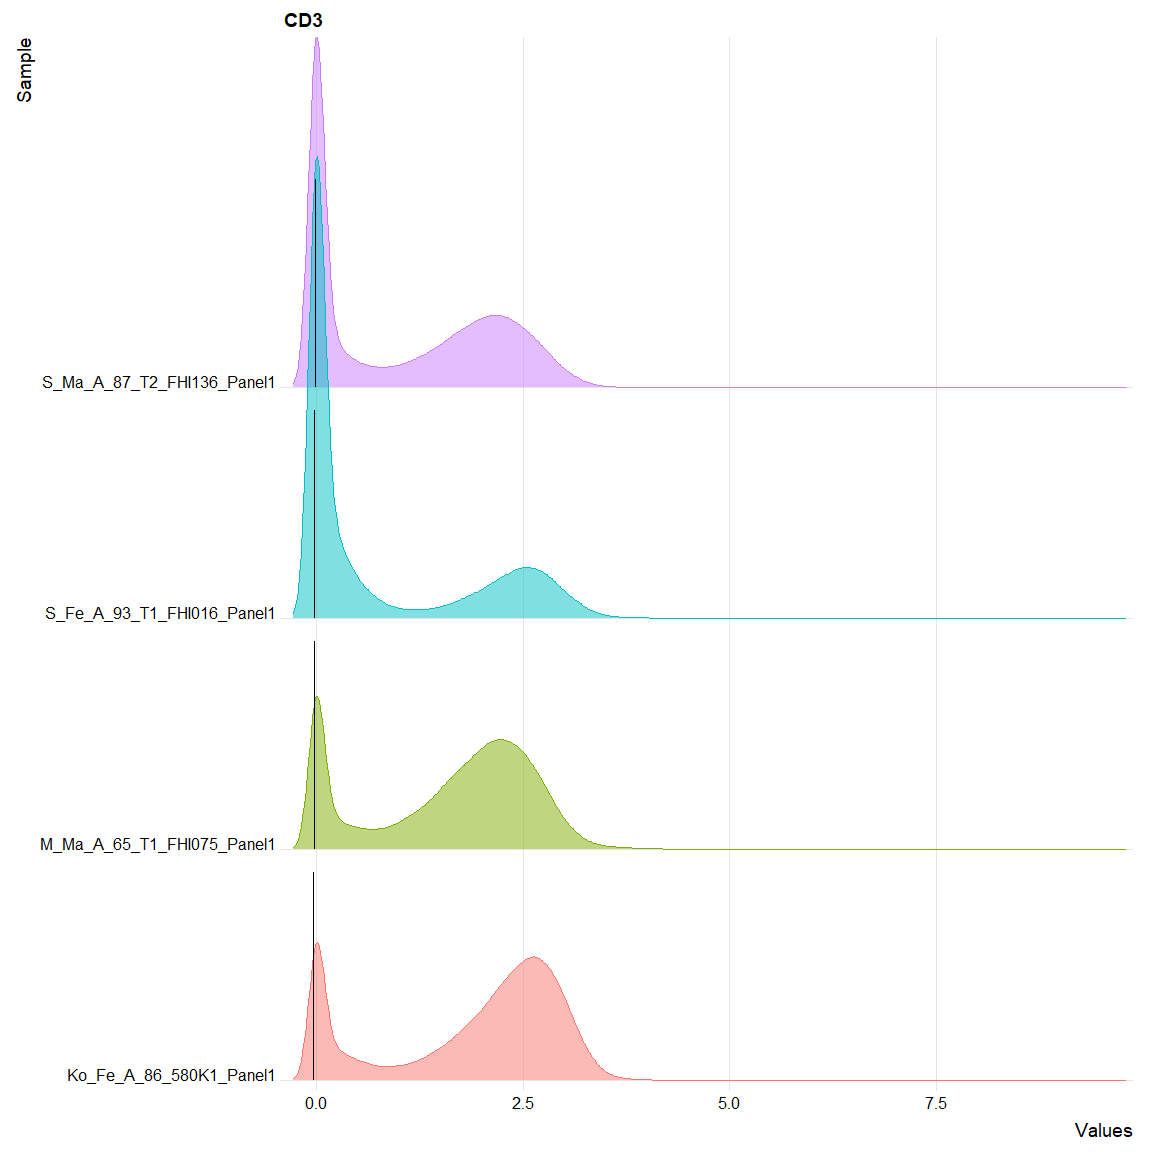 CD3
Sample
S_Ma_A_87_T2_FHI136_Panel1
S_Fe_A_93_T1_FHI016_Panel1
M_Ma_A_65_T1_FHI075_Panel1
Ko_Fe_A_86_580K1_Panel1
0.0 2.5 5.0 7.5
Values